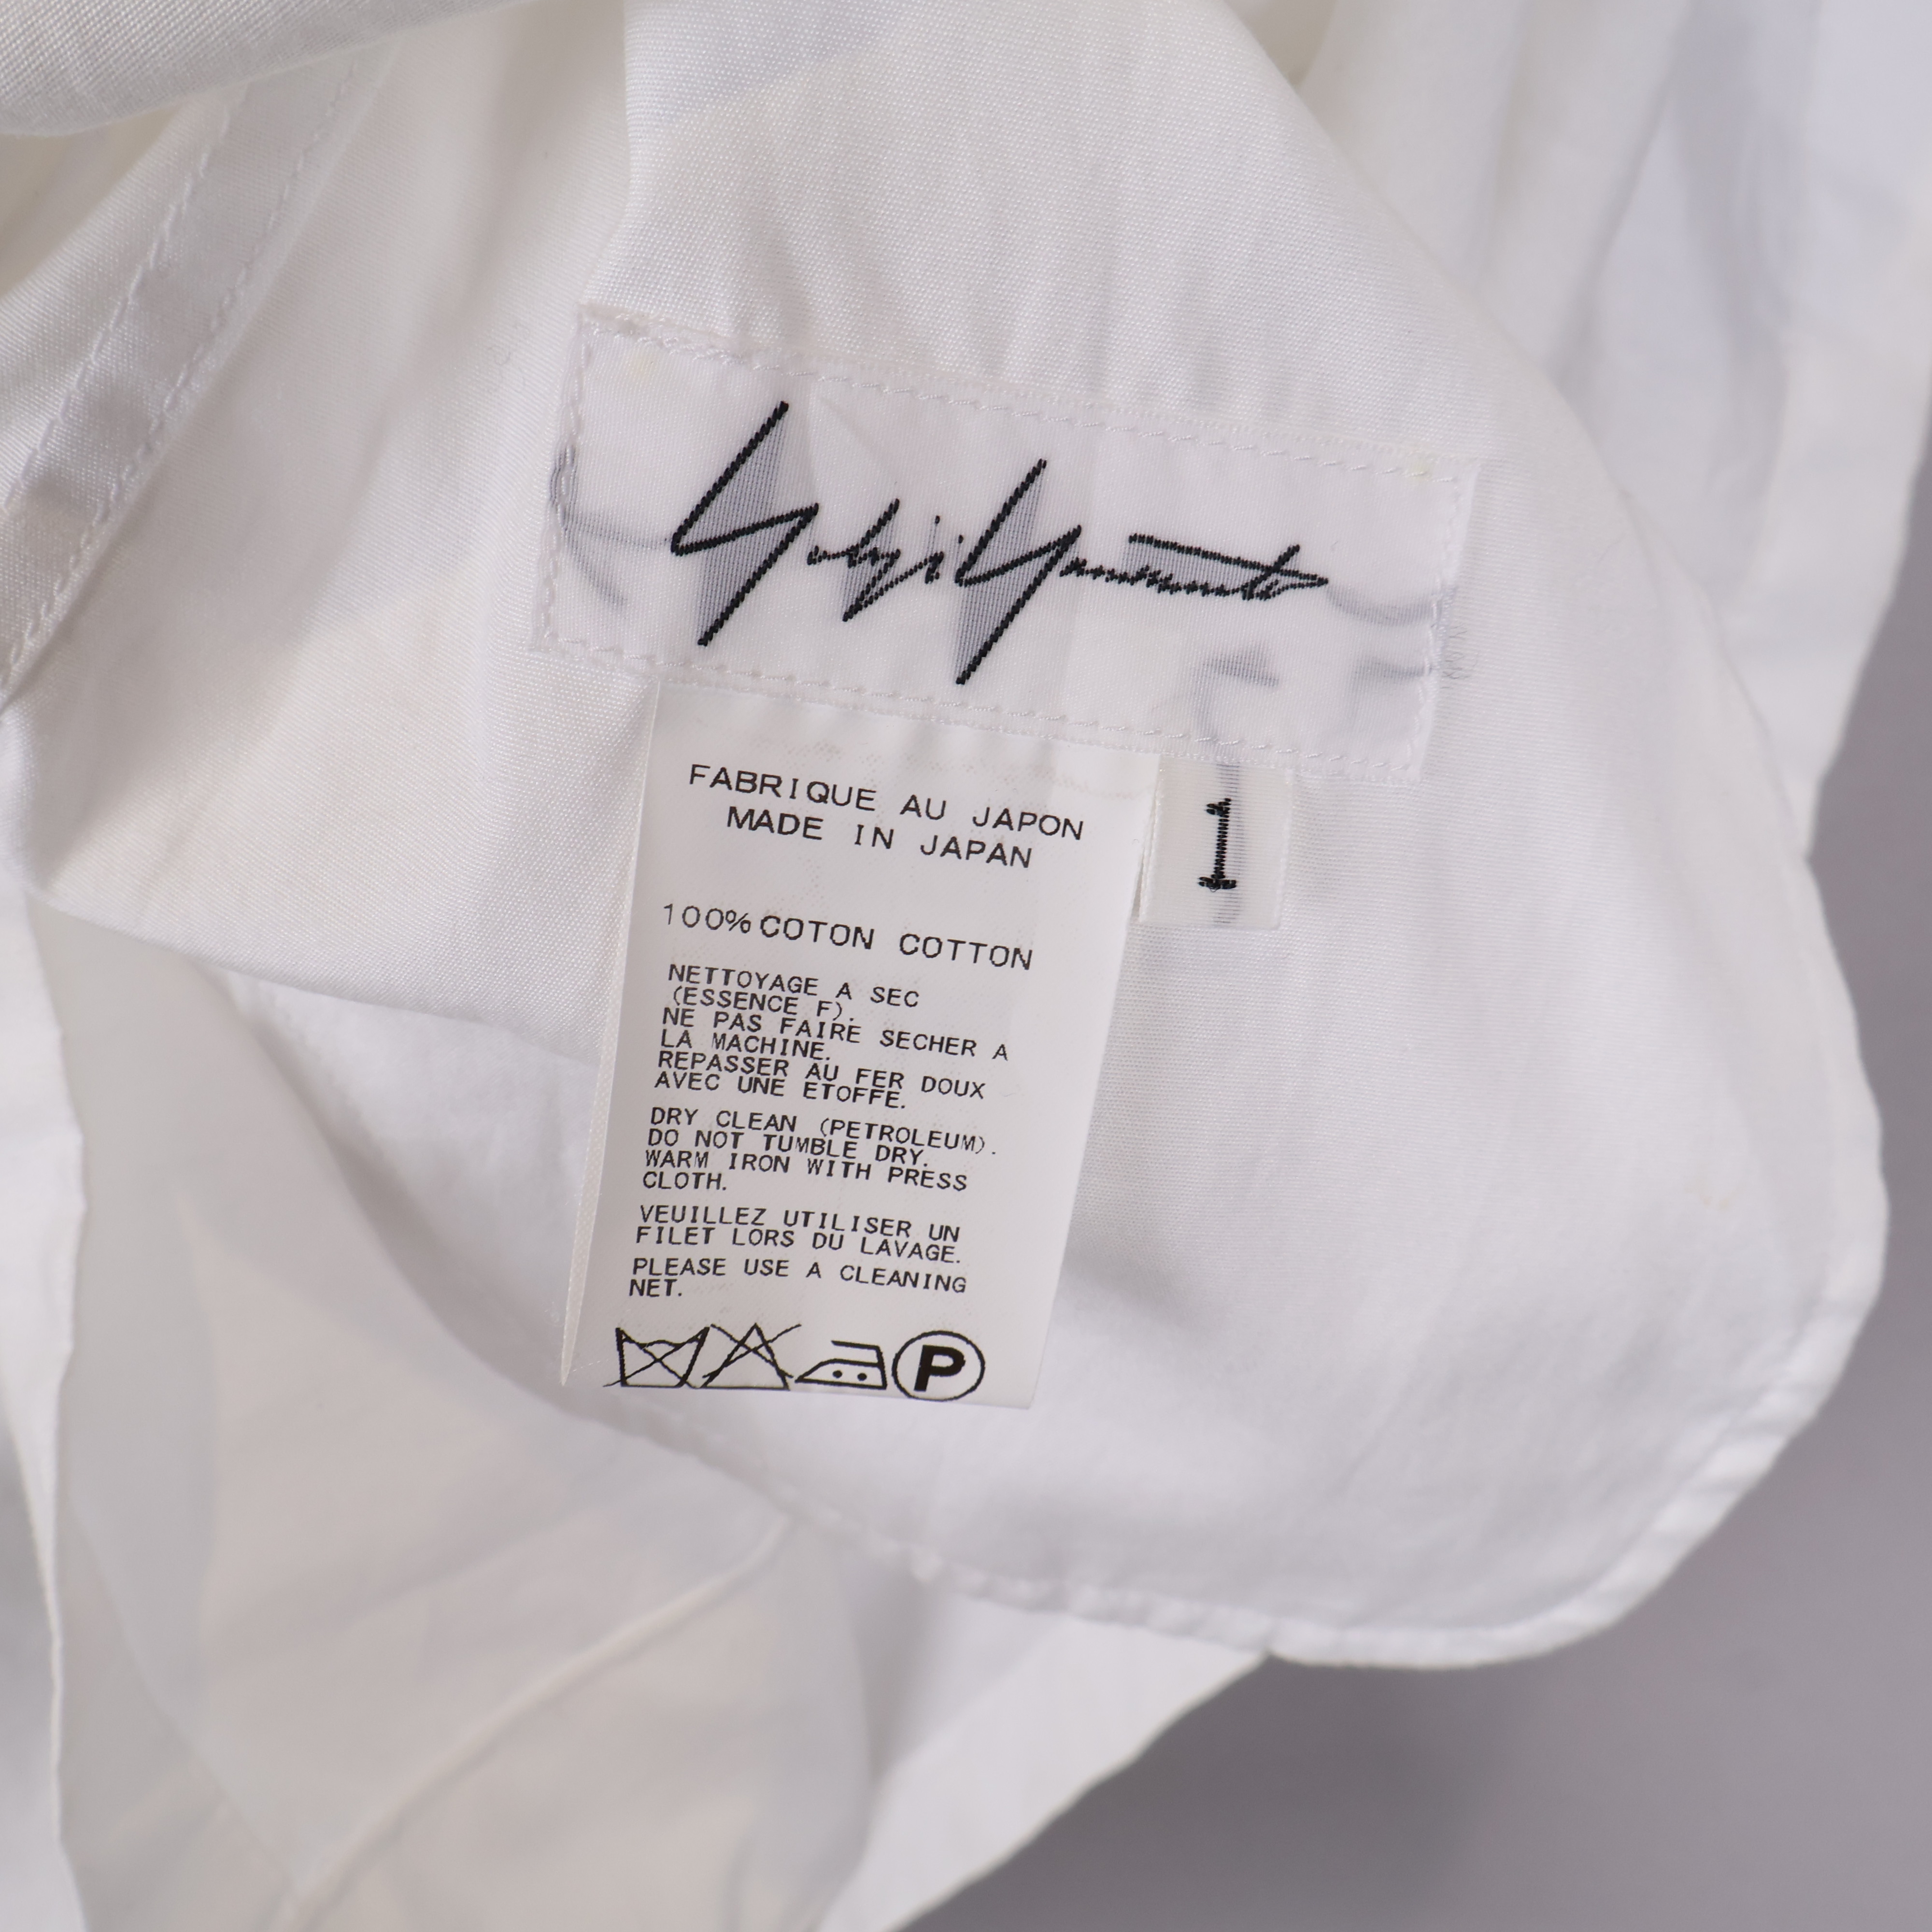 Yohji Yamamoto
1
FABRIQUE AU JAPON
MADE IN JAPAN
100% COTON COTTON
NETTOYAGE A SEC
(ESSENCE F).
NE PAS FAIRE SECHER A
LA MACHINE.
REPASSER AU FER DOUX
AVEC UNE ETOFFE.
DRY CLEAN (PETROLEUM).
DO NOT TUMBLE DRY.
WARM IRON WITH PRESS
CLOTH.
VEUILLEZ UTILISER UN
FILET LORS DU LAVAGE.
PLEASE USE A CLEANING
NET.
P